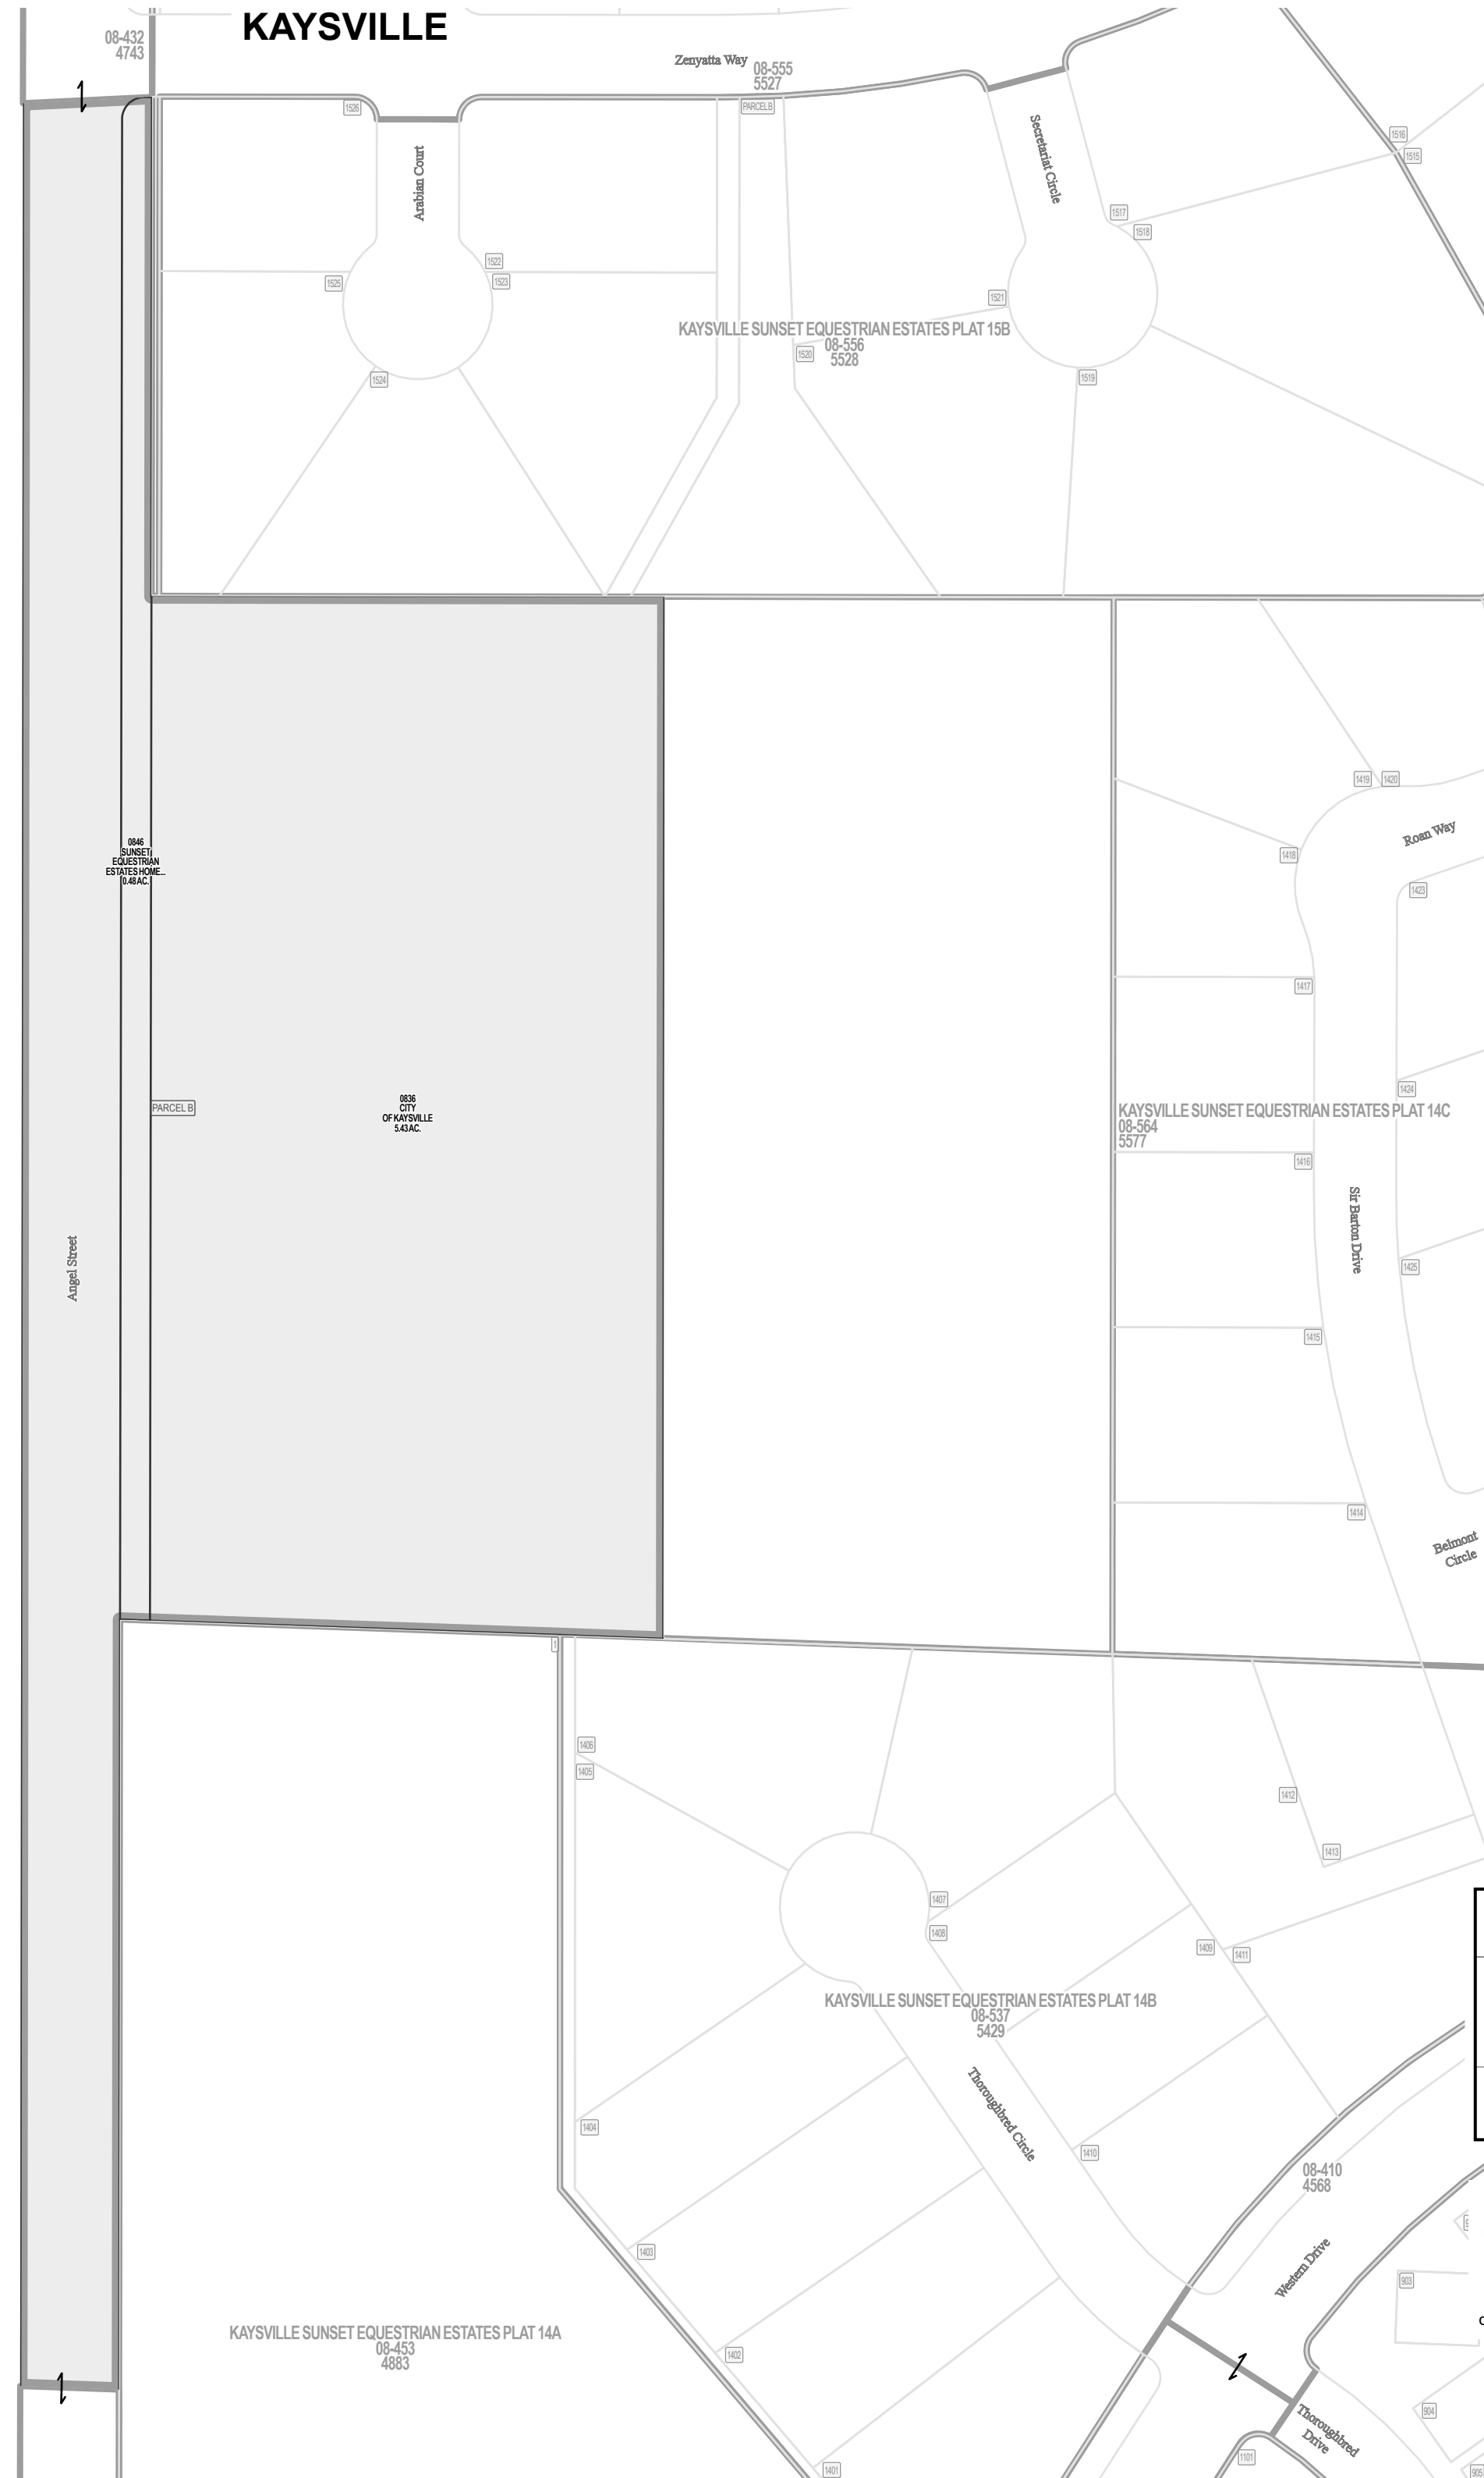 KAYSVILLE
08-432
4743
Zenyatta Way
08-555
5527
1526
PARCEL B
Arabian Court
Secretariat Circle
1516
1515
1517
1518
1522
1523
1525
1521
KAYSVILLE SUNSET EQUESTRIAN ESTATES PLAT 15B
08-556
5528
1520
1524
1519
1419
1420
Roan Way
0846
SUNSET
EQUESTRIAN
ESTATES HOME...
0.48 AC.
1418
1423
1417
1424
PARCEL B
0836
CITY
OF KAYSVILLE
5.43 AC.
KAYSVILLE SUNSET EQUESTRIAN ESTATES PLAT 14C
08-564
5577
1416
Sir Barton Drive
Angel Street
1425
1415
1414
Belmont
Circle
1
1406
1405
1412
1413
1407
1408
1409
1411
KAYSVILLE SUNSET EQUESTRIAN ESTATES PLAT 14B
08-537
5429
Thoroughbred Circle
1404
1410
08-410
4568
1403
Western Drive
903
KAYSVILLE SUNSET EQUESTRIAN ESTATES PLAT 14A
08-453
4883
1402
904
Thoroughbred
Drive
1101
1401
905